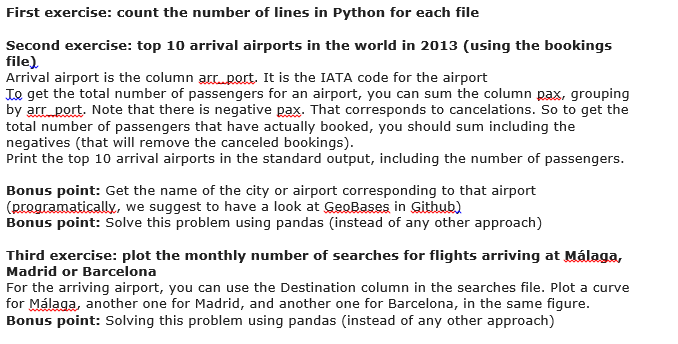 First exercise: count the number of lines in Python for each file
Second exercise: top 10 arrival airports in the world in 2013 (using the bookings
file)
Arrival airport is the column arr_port. It is the IATA code for the airport
To get the total number of passengers for an airport, you can sum the column pax, grouping
by arr_port. Note that there is negative pax. That corresponds to cancelations. So to get the
total number of passengers that have actually booked, you should sum including the
negatives (that will remove the canceled bookings).
Print the top 10 arrival airports in the standard output, including the number of passengers.
Bonus point: Get the name of the city or airport corresponding to that airport
(programatically, we suggest to have a look at GeoBases in Github)
Bonus point: Solve this problem using pandas (instead of any other approach)
Third exercise: plot the monthly number of searches for flights arriving at Málaga,
Madrid or Barcelona
For the arriving airport, you can use the Destination column in the searches file. Plot a curve
for Málaga, another one for Madrid, and another one for Barcelona, in the same figure.
Bonus point: Solving this problem using pandas (instead of any other approach)